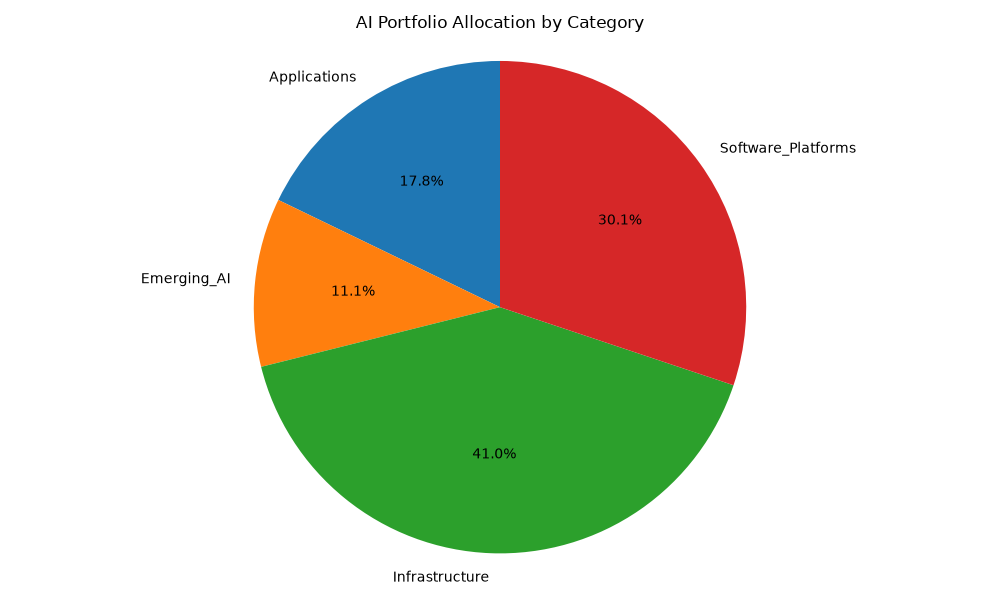 AI Portfolio Allocation by Category
Applications
Software_Platforms
17.8%
30.1%
Emerging_AI
11.1%
41.0%
Infrastructure